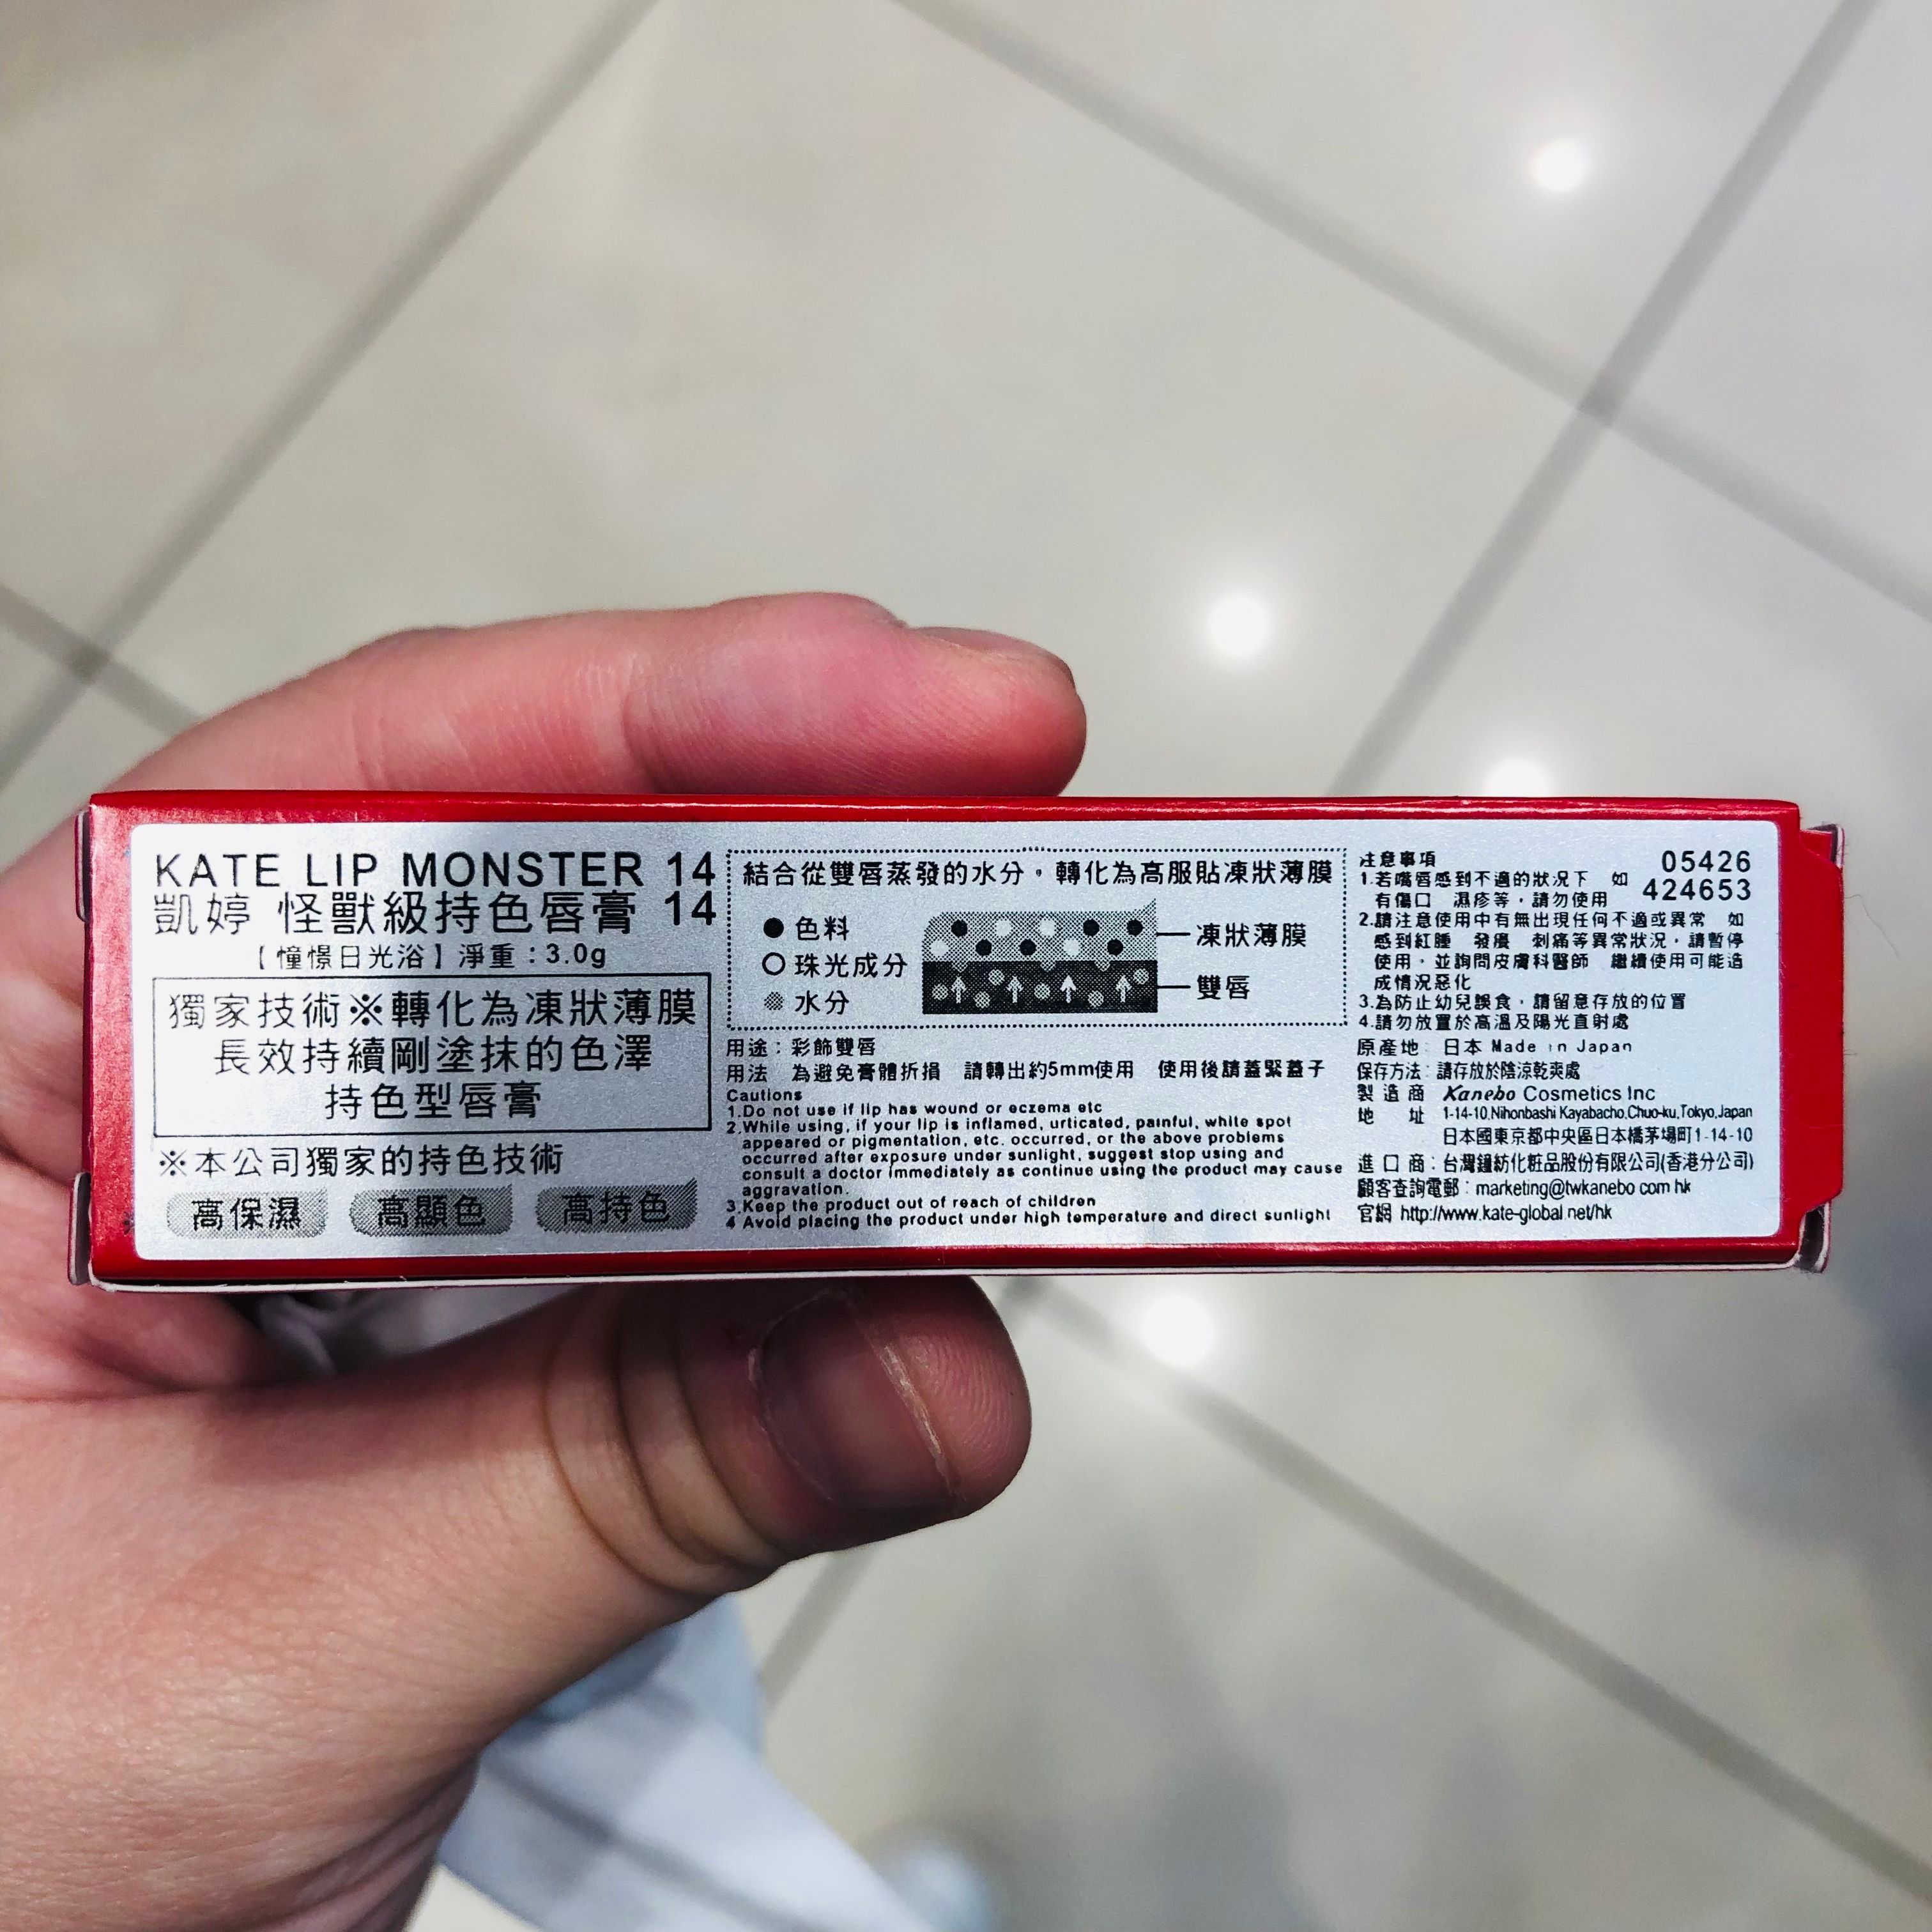 KATE LIP MONSTER 14
凱婷 怪獸級持色唇膏 14
【憧憬日光浴】淨重：3.0g
獨家技術※轉化為凍狀薄膜
長效持續剛塗抹的色澤
持色型唇膏
※本公司獨家的持色技術
高保濕 高顯色 高持色
結合從雙唇蒸發的水分，轉化為高服貼凍狀薄膜
色料
珠光成分
水分
凍狀薄膜
雙唇
用途：彩飾雙唇
用法 為避免膏體折損 請轉出約5mm使用 使用後請蓋緊蓋子
Cautions
1.Do not use if lip has wound or eczema etc
2.While using, if your lip is inflamed, urticated, painful, white spot
appeared or pigmentation, etc. occurred, or the above problems
occurred after exposure under sunlight, suggest stop using and
consult a doctor immediately as continue using the product may cause
aggravation.
3.Keep the product out of reach of children
4 Avoid placing the product under high temperature and direct sunlight
注意事項
05426
424653
1.若嘴唇感到不適的狀況下 如
有傷口 濕疹等，請勿使用
2.請注意使用中有無出現任何不適或異常 如
感到紅腫 發癢 刺痛等異常狀況，請暫停
使用，並詢問皮膚科醫師 繼續使用可能造
成情況惡化
3.為防止幼兒誤食，請留意存放的位置
4.請勿放置於高溫及陽光直射處
原產地: 日本 Made in Japan
保存方法: 請存放於陰涼乾爽處
製造商 Kanebo Cosmetics Inc
地 址 1-14-10,Nihonbashi Kayabacho,Chuo-ku,Tokyo,Japan
日本國東京都中央區日本橋茅場町1-14-10
進口商：台灣鐘紡化粧品股份有限公司(香港分公司)
顧客查詢電郵：marketing@twkanebo com hk
官網 http://www.kate-global.net/hk